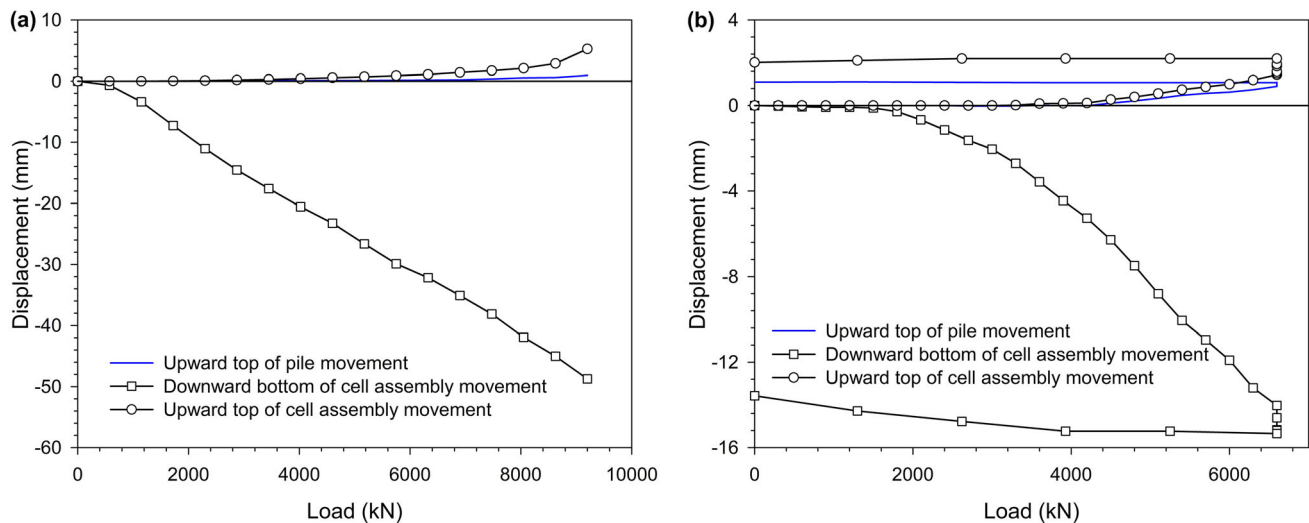 (a)
10
0
-10
-20
-30
-40
-50
-60
Displacement (mm)
Upward top of pile movement
Downward bottom of cell assembly movement
Upward top of cell assembly movement
0 2000 4000 6000 8000 10000
Load (kN)
(b)
4
0
-4
-8
-12
-16
Displacement (mm)
Upward top of pile movement
Downward bottom of cell assembly movement
Upward top of cell assembly movement
0 2000 4000 6000
Load (kN)